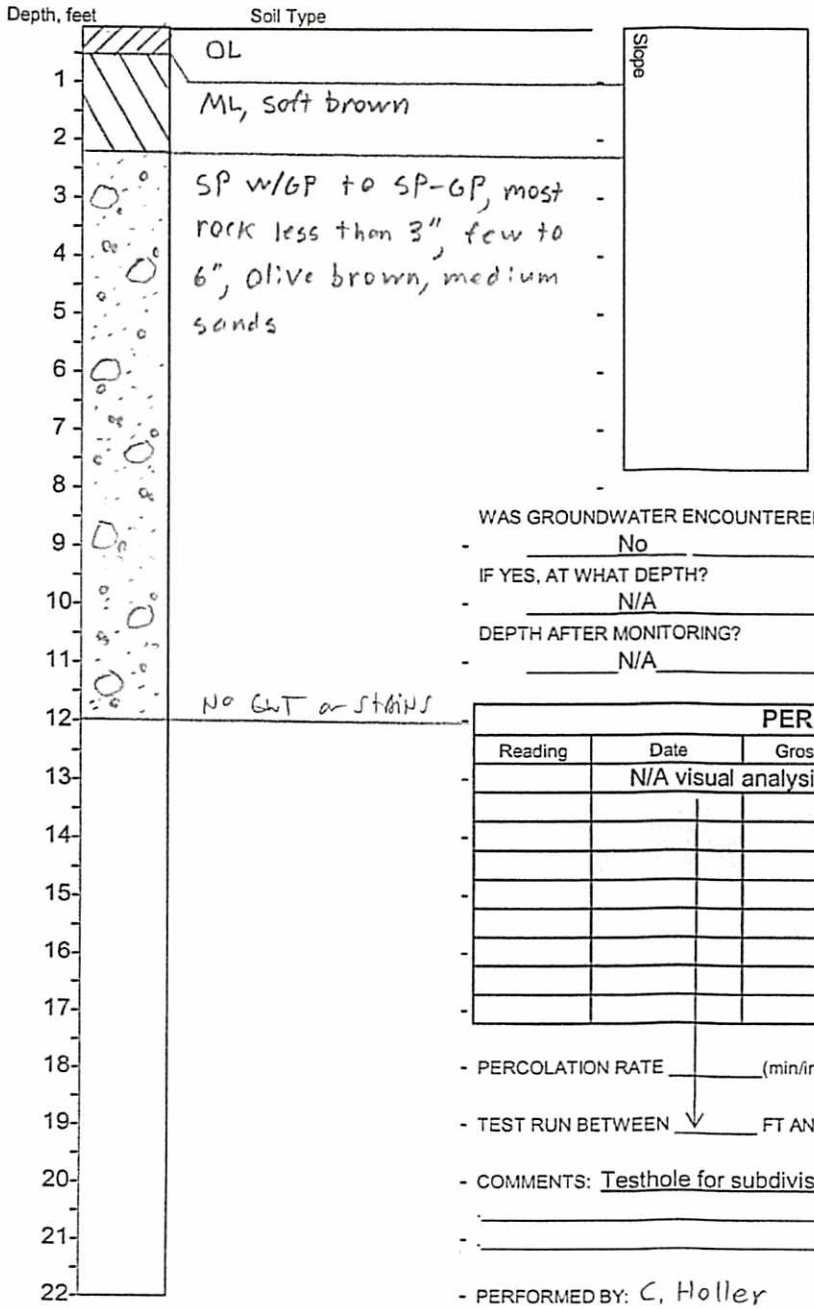 Depth, feet Soil Type
OL
Slope
1
ML, soft brown
2
SP w/GP to SP-GP, most
3
rock less than 3", few to
4
6", olive brown, medium
5
sands
6
7
8
WAS GROUNDWATER ENCOUNTERE
9
No
IF YES, AT WHAT DEPTH?
10
N/A
DEPTH AFTER MONITORING?
11
N/A
No GWT or StAiNS
12
PER
Reading Date Gros
13
N/A visual analysi
14
15
16
17
18
PERCOLATION RATE (min/in
19
TEST RUN BETWEEN FT AN
20
COMMENTS: Testhole for subdivis
21
22
PERFORMED BY: C. Holler